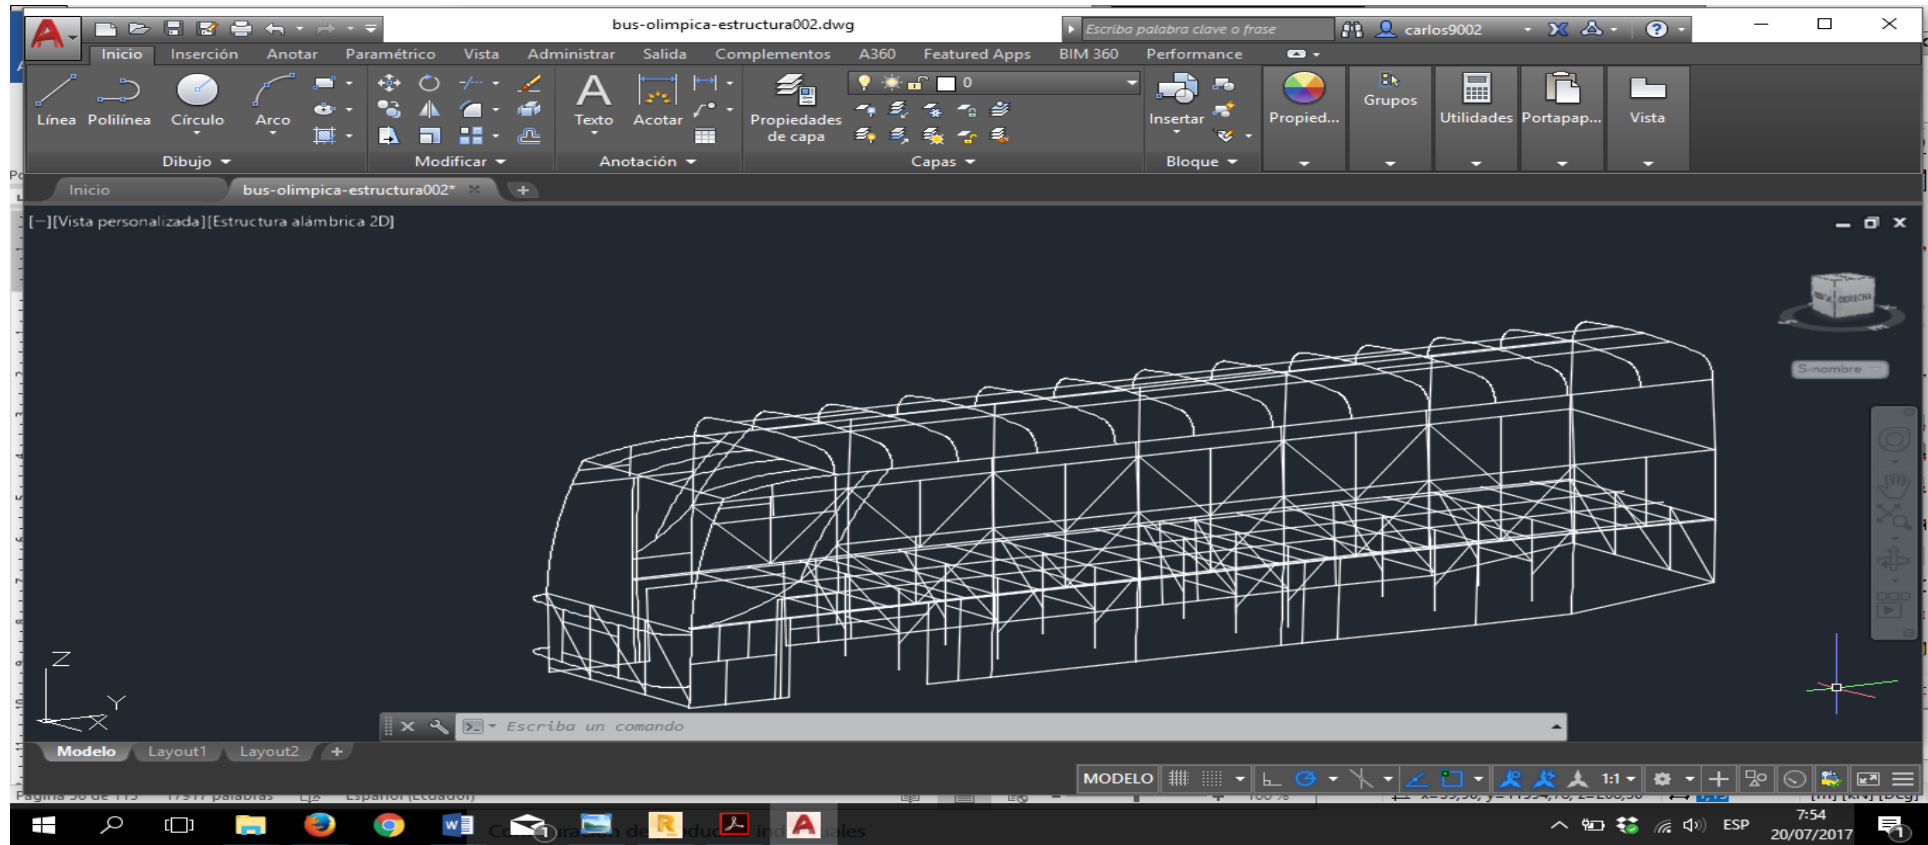 bus-olimpica-estructura002.dwg
Escriba palabra clave o frase
carlos9002
Inicio Inserción Anotar Paramétrico Vista Administrar Salida Complementos A360 Featured Apps BIM 360 Performance
0
Línea Polilínea Círculo Arco Texto Acotar Propiedades de capa Insertar Propied... Grupos Utilidades Portapap... Vista
Dibujo Modificar Anotación Capas Bloque
Inicio bus-olimpica-estructura002* +
[−][Vista personalizada][Estructura alámbrica 2D]
DERECHA
S-nombre
Z
Y
X
Escriba un comando
Modelo Layout1 Layout2 +
MODELO 1:1
ESP
7:54
20/07/2017